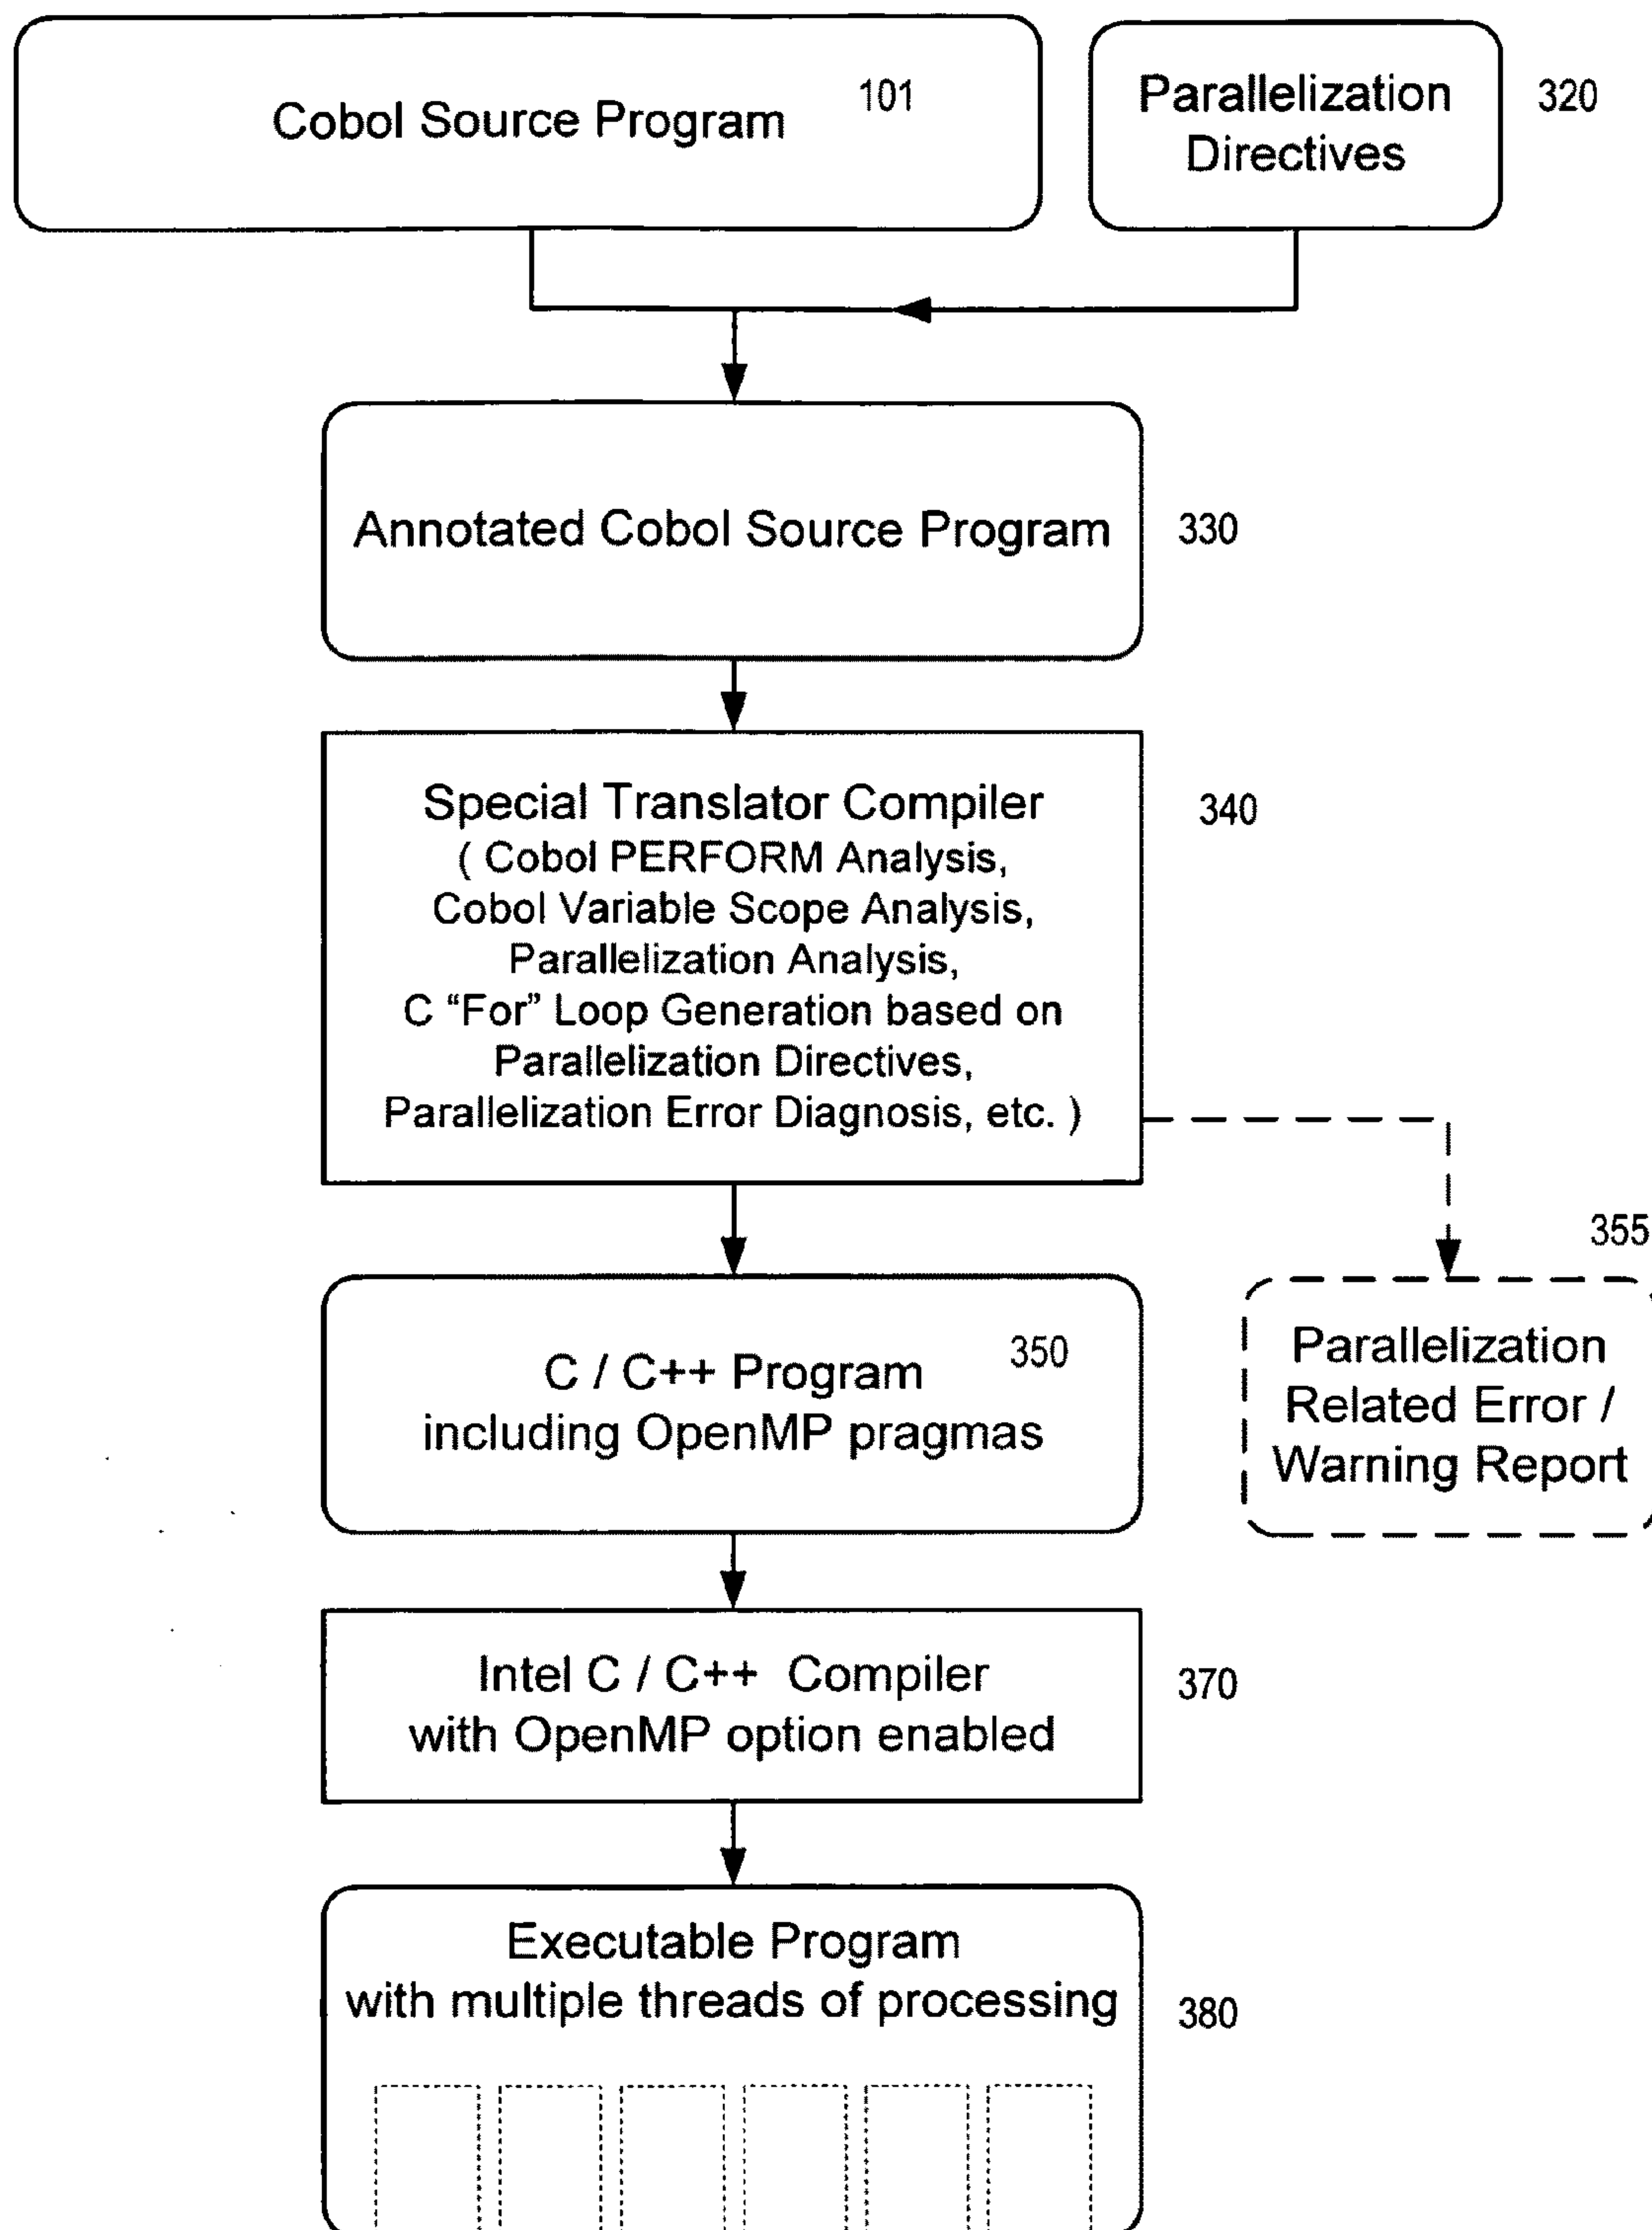 Cobol Source Program
101
Parallelization
Directives
320
Annotated Cobol Source Program
330
Special Translator Compiler
( Cobol PERFORM Analysis,
Cobol Variable Scope Analysis,
Parallelization Analysis,
C “For” Loop Generation based on
Parallelization Directives,
Parallelization Error Diagnosis, etc. )
340
355
Parallelization
Related Error /
Warning Report
C / C++ Program
including OpenMP pragmas
350
Intel C / C++ Compiler
with OpenMP option enabled
370
Executable Program
with multiple threads of processing
380